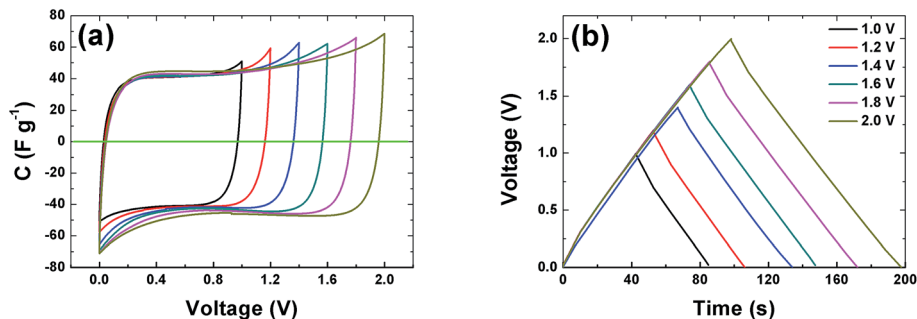 (a)
C (F g⁻¹)
80
60
40
20
0
-20
-40
-60
-80
0.0 0.4 0.8 1.2 1.6 2.0
Voltage (V)
(b)
Voltage (V)
2.0
1.5
1.0
0.5
0.0
0 40 80 120 160 200
Time (s)
1.0 V
1.2 V
1.4 V
1.6 V
1.8 V
2.0 V